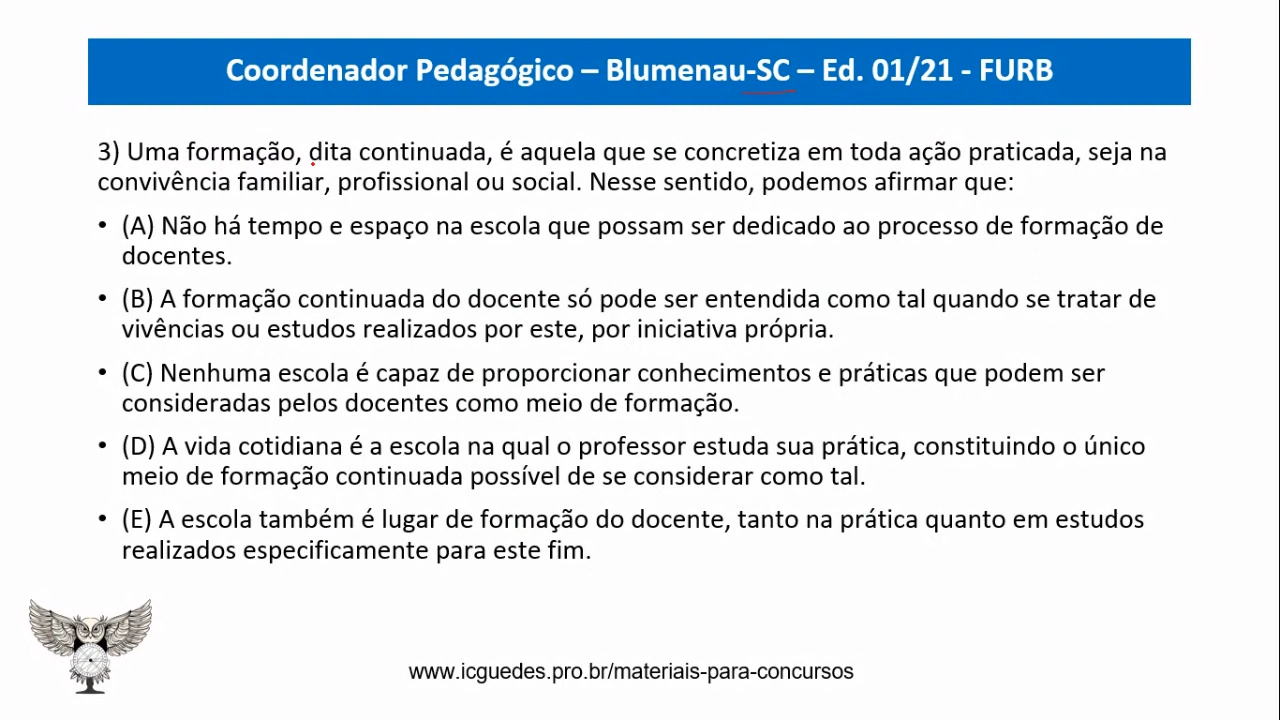 Coordenador Pedagógico – Blumenau-SC – Ed. 01/21 - FURB
3) Uma formação, dita continuada, é aquela que se concretiza em toda ação praticada, seja na
convivência familiar, profissional ou social. Nesse sentido, podemos afirmar que:
• (A) Não há tempo e espaço na escola que possam ser dedicado ao processo de formação de
docentes.
• (B) A formação continuada do docente só pode ser entendida como tal quando se tratar de
vivências ou estudos realizados por este, por iniciativa própria.
• (C) Nenhuma escola é capaz de proporcionar conhecimentos e práticas que podem ser
consideradas pelos docentes como meio de formação.
• (D) A vida cotidiana é a escola na qual o professor estuda sua prática, constituindo o único
meio de formação continuada possível de se considerar como tal.
• (E) A escola também é lugar de formação do docente, tanto na prática quanto em estudos
realizados especificamente para este fim.
www.icguedes.pro.br/materiais-para-concursos